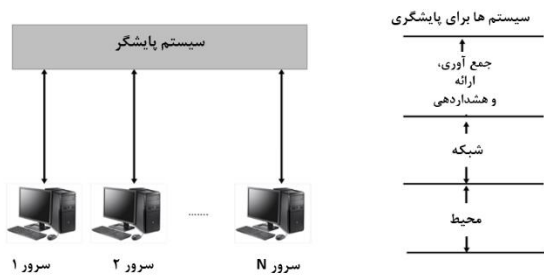 سیستم ها برای پایشگری
سیستم پایشگر
جمع آوری،
ارائه
و هشداردهی
شبکه
محیط
سرور ۱
سرور ۲
.......
سرور N